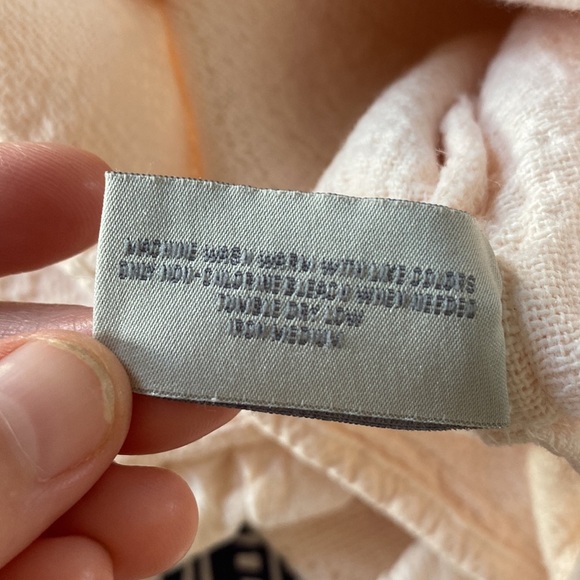 MACHINE WASH WARM WITH LIKE COLORS
ONLY NON-CHLORINE BLEACH WHEN NEEDED
TUMBLE DRY LOW
IRON MEDIUM